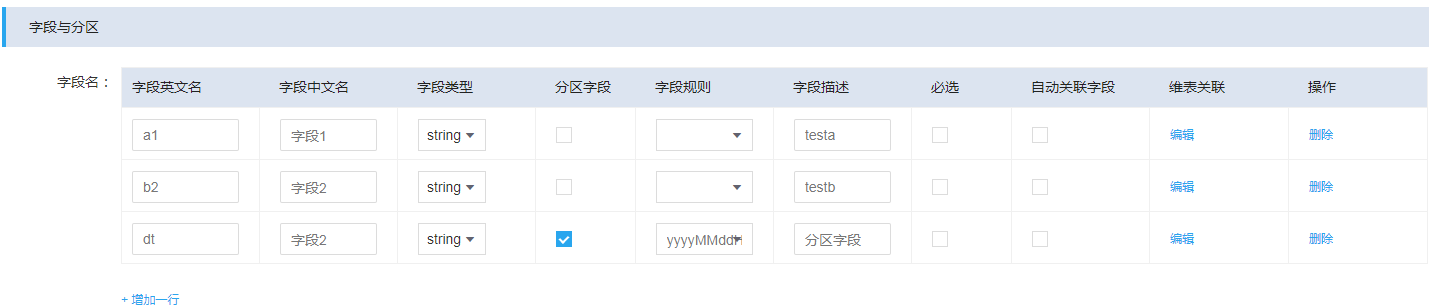 字段与分区
字段名： 字段英文名 字段中文名 字段类型 分区字段 字段规则 字段描述 必选 自动关联字段 维表关联 操作
a1 字段1 string testa 编辑 删除
b2 字段2 string testb 编辑 删除
dt 字段2 string 分区字段 编辑 删除
+ 增加一行